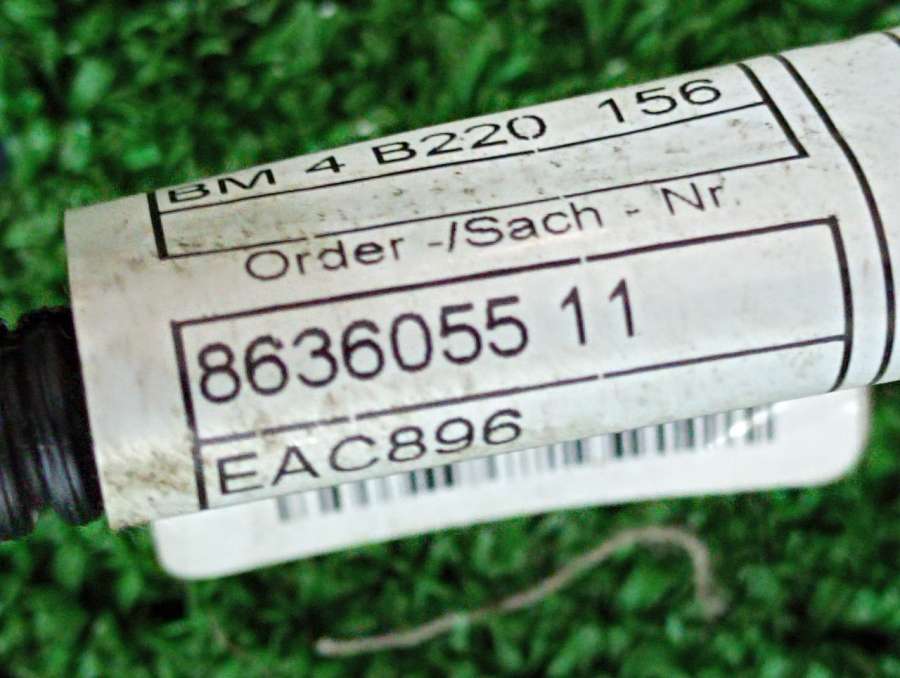 BM 4 B220 156
Order -/Sach - Nr.
8636055 11
EAC896